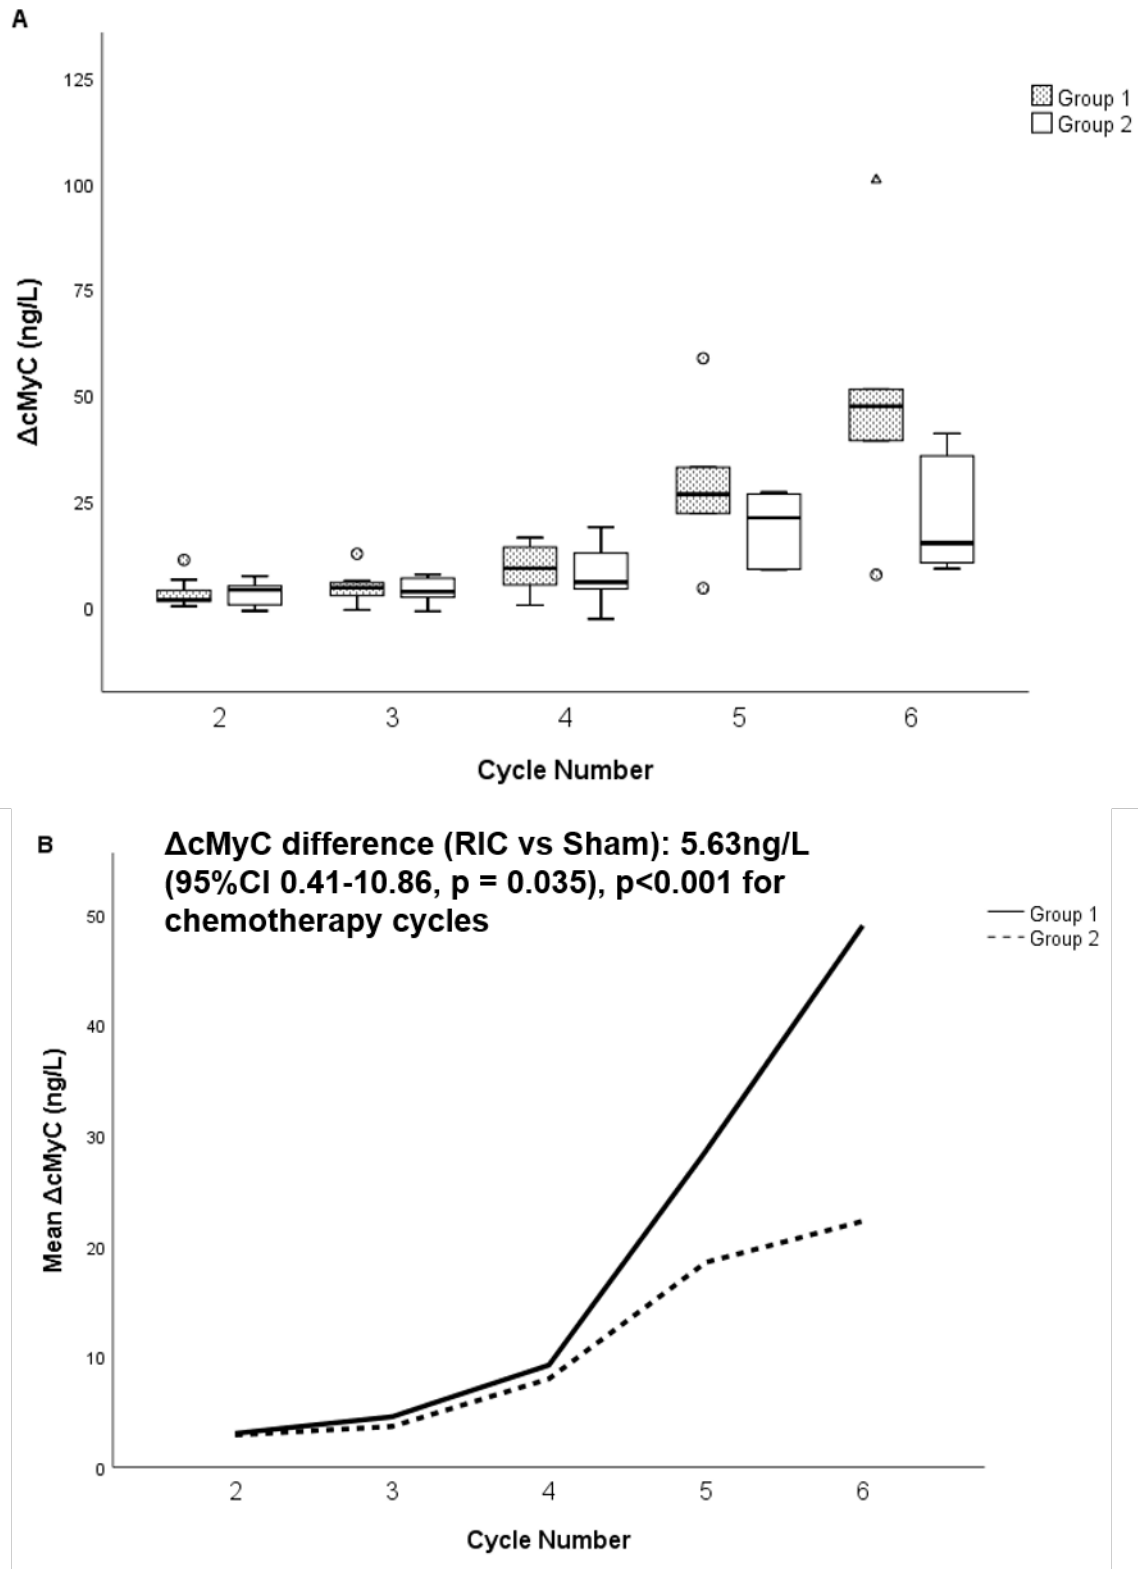 A
125
100
75
50
25
0
ΔcMyC (ng/L)
Group 1
Group 2
2 3 4 5 6
Cycle Number
B
ΔcMyC difference (RIC vs Sham): 5.63ng/L
(95%CI 0.41-10.86, p = 0.035), p<0.001 for
chemotherapy cycles
50
40
30
20
10
0
Mean ΔcMyC (ng/L)
Group 1
Group 2
2 3 4 5 6
Cycle Number